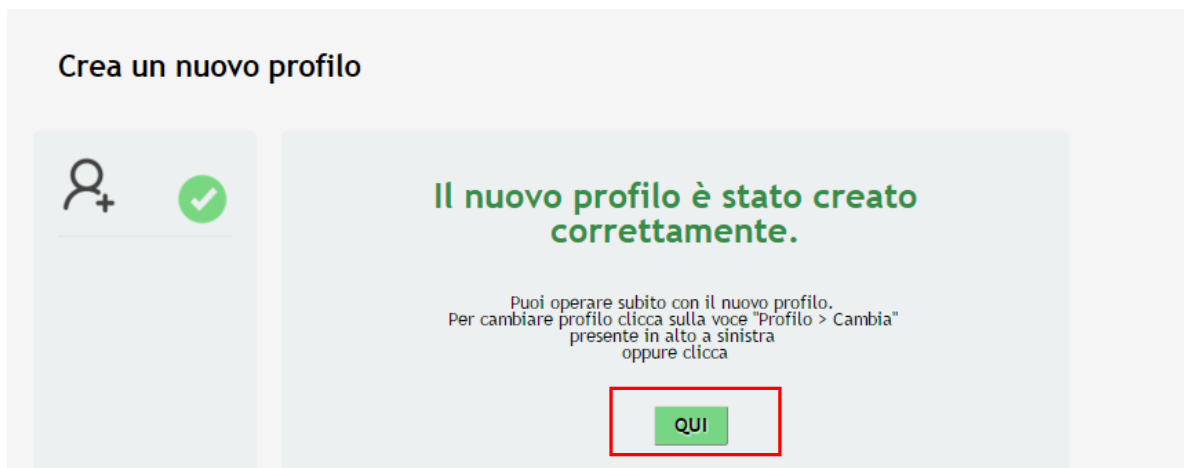 Crea un nuovo profilo
Il nuovo profilo è stato creato
correttamente.
Puoi operare subito con il nuovo profilo.
Per cambiare profilo clicca sulla voce "Profilo > Cambia"
presente in alto a sinistra
oppure clicca
QUI